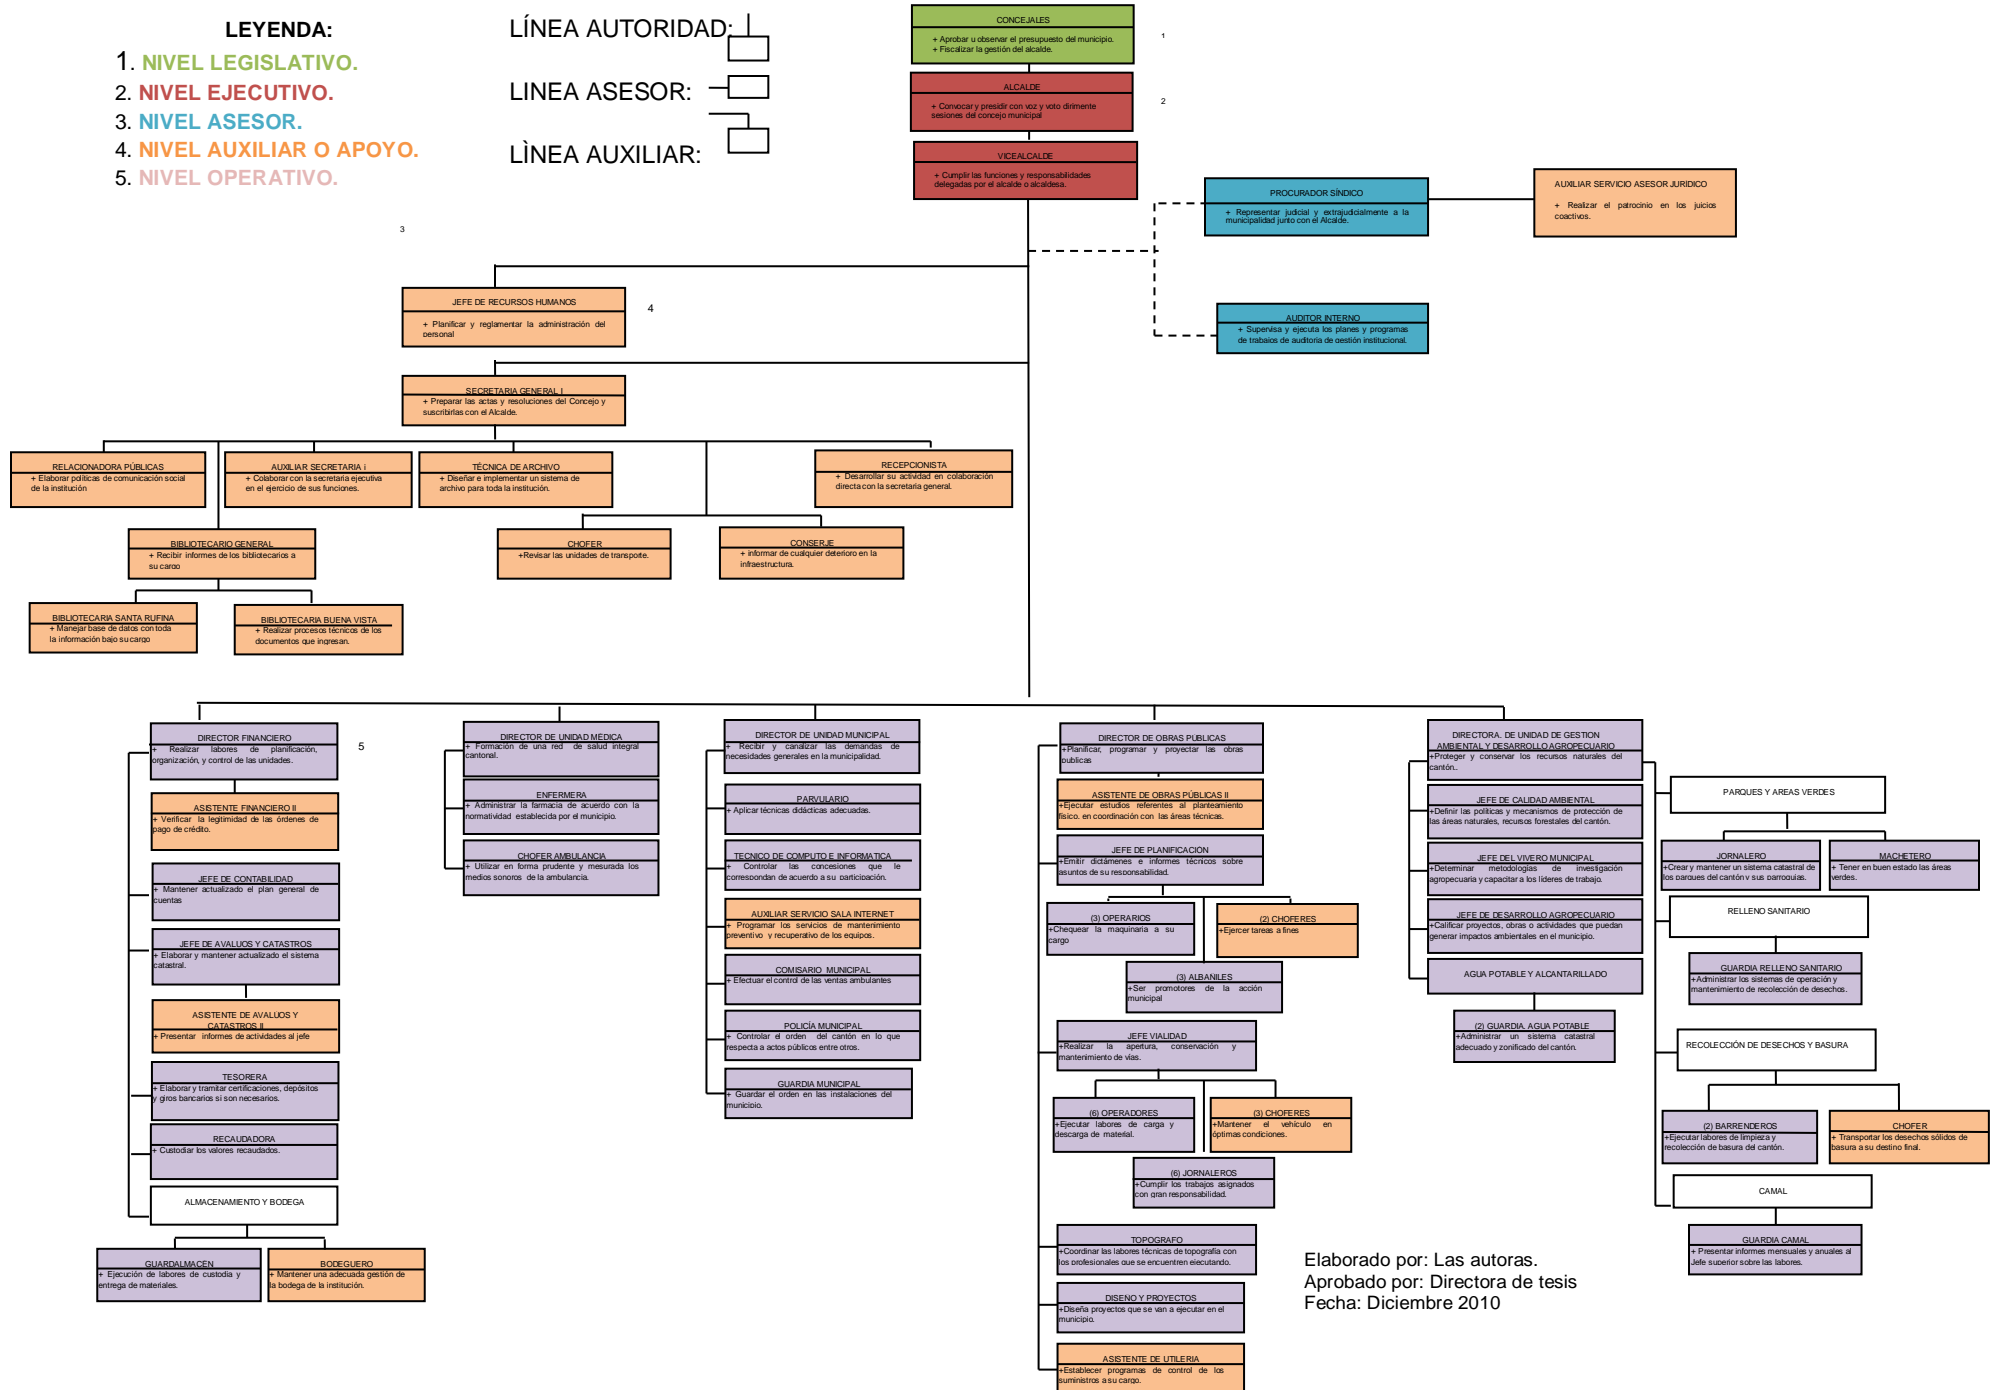 LEYENDA:
1. NIVEL LEGISLATIVO.
2. NIVEL EJECUTIVO.
3. NIVEL ASESOR.
4. NIVEL AUXILIAR O APOYO.
5. NIVEL OPERATIVO.
LÍNEA AUTORIDAD:
LINEA ASESOR:
LÌNEA AUXILIAR:
CONCEJALES
+ Aprobar u observar el presupuesto del municipio.
+ Fiscalizar la gestión del alcalde.
1
ALCALDE
+ Convocar y presidir con voz y voto dirimente
sesiones del concejo municipal
2
VICEALCALDE
+ Cumplir las funciones y responsabilidades
delegadas por el alcalde o alcaldesa.
PROCURADOR SÍNDICO
+ Representar judicial y extrajudicialmente a la
municipalidad junto con el Alcalde.
AUXILIAR SERVICIO ASESOR JURIDICO
+ Realizar el patrocinio en los juicios
coactivos.
3
JEFE DE RECURSOS HUMANOS
+ Planificar y reglamentar la administración del
personal
4
AUDITOR INTERNO
+ Supervisa y ejecuta los planes y programas
de trabajos de auditoría de gestión institucional.
SECRETARIA GENERAL I
+ Preparar las actas y resoluciones del Concejo y
suscribirlas con el Alcalde.
RELACIONADORA PÚBLICAS
+ Elaborar políticas de comunicación social
de la institución
AUXILIAR SECRETARIA i
+ Colaborar con la secretaria ejecutiva
en el ejercicio de sus funciones.
TÉCNICA DE ARCHIVO
+ Diseñar e implementar un sistema de
archivo para toda la institución.
RECEPCIONISTA
+ Desarrollar su actividad en colaboración
directa con la secretaria general.
BIBLIOTECARIO GENERAL
+ Recibir informes de los bibliotecarios a
su cargo
CHOFER
+Revisar las unidades de transporte.
CONSERJE
+ informar de cualquier deterioro en la
infraestructura.
BIBLIOTECARIA SANTA RUFINA
+ Manejar base de datos con toda
la información bajo su cargo
BIBLIOTECARIA BUENA VISTA
+ Realizar procesos técnicos de los
documentos que ingresan.
DIRECTOR FINANCIERO
+ Realizar labores de planificación,
organización, y control de las unidades.
5
ASISTENTE FINANCIERO II
+ Verificar la legitimidad de las órdenes de
pago de crédito.
JEFE DE CONTABILIDAD
+ Mantener actualizado el plan general de
cuentas
JEFE DE AVALUOS Y CATASTROS
+ Elaborar y mantener actualizado el sistema
catastral.
ASISTENTE DE AVALUOS Y
CATASTROS II
+ Presentar informes de actividades al jefe
TESORERA
+ Elaborar y tramitar certificaciones, depósitos
y giros bancarios si son necesarios.
RECAUDADORA
+ Custodiar los valores recaudados.
ALMACENAMIENTO Y BODEGA
GUARDALMACÉN
+ Ejecución de labores de custodia y
entrega de materiales.
BODEGUERO
+ Mantener una adecuada gestión de
la bodega de la institución.
DIRECTOR DE UNIDAD MÉDICA
+ Formación de una red de salud integral
cantonal.
ENFERMERA
+ Administrar la farmacia de acuerdo con la
normatividad establecida por el municipio.
CHOFER AMBULANCIA
+ Utilizar en forma prudente y mesurada los
medios sonoros de la ambulancia.
DIRECTOR DE UNIDAD MUNICIPAL
+ Recibir y canalizar las demandas de
necesidades generales en la municipalidad.
PARVULARIO
+ Aplicar técnicas didácticas adecuadas.
TECNICO DE COMPUTO E INFORMATICA
+ Controlar las concesiones que le
correspondan de acuerdo a su participación.
AUXILIAR SERVICIO SALA INTERNET
+ Programar los servicios de mantenimiento
preventivo y recuperativo de los equipos.
COMISARIO MUNICIPAL
+ Efectuar el control de las ventas ambulantes
POLICÍA MUNICIPAL
+ Controlar el orden del cantón en lo que
respecta a actos públicos entre otros.
GUARDIA MUNICIPAL
+ Guardar el orden en las instalaciones del
municipio.
DIRECTOR DE OBRAS PUBLICAS
+Planificar, programar y proyectar las obras
publicas
ASISTENTE DE OBRAS PÚBLICAS II
+Ejecutar estudios referentes al planteamiento
físico. en coordinación con las áreas técnicas.
JEFE DE PLANIFICACIÓN
+Emitir dictámenes e informes técnicos sobre
asuntos de su responsabilidad.
(3) OPERARIOS
+Chequear la maquinaria a su
cargo
(2) CHOFERES
+Ejercer tareas a fines
(3) ALBAÑILES
+Ser promotores de la acción
municipal
JEFE VIALIDAD
+Realizar la apertura, conservación y
mantenimiento de vías.
(6) OPERADORES
+Ejecutar labores de carga y
descarga de material.
(3) CHOFERES
+Mantener el vehículo en
óptimas condiciones.
(6) JORNALEROS
+Cumplir los trabajos asignados
con gran responsabilidad.
TOPOGRAFO
+Coordinar las labores técnicas de topografía con
los profesionales que se encuentren ejecutando.
DISEÑO Y PROYECTOS
+Diseña proyectos que se van a ejecutar en el
municipio.
ASISTENTE DE UTILERIA
+Establecer programas de control de los
suministros a su cargo.
DIRECTORA. DE UNIDAD DE GESTION
AMBIENTAL Y DESARROLLO AGROPECUARIO
+Proteger y conservar los recursos naturales del
cantón..
JEFE DE CALIDAD AMBIENTAL
+Definir las políticas y mecanismos de protección de
las áreas naturales, recursos forestales del cantón.
JEFE DEL VIVERO MUNICIPAL
+Determinar metodologías de investigación
agropecuaria y capacitar a los líderes de trabajo.
JEFE DE DESARROLLO AGROPECUARIO
+Calificar proyectos, obras o actividades que puedan
generar impactos ambientales en el municipio.
AGUA POTABLE Y ALCANTARILLADO
(2) GUARDIA. AGUA POTABLE
+Administrar un sistema catastral
adecuado y zonificado del cantón.
PARQUES Y AREAS VERDES
JORNALERO
+Crear y mantener un sistema catastral de
los parques del cantón y sus parroquias.
MACHETERO
+ Tener en buen estado las áreas
verdes.
RELLENO SANITARIO
GUARDIA RELLENO SANITARIO
+Administrar los sistemas de operación y
mantenimiento de recolección de desechos.
RECOLECCIÓN DE DESECHOS Y BASURA
(2) BARRENDEROS
+Ejecutar labores de limpieza y
recolección de basura del cantón.
CHOFER
+ Transportar los desechos sólidos de
basura a su destino final.
CAMAL
GUARDIA CAMAL
+ Presentar informes mensuales y anuales al
Jefe superior sobre las labores.
Elaborado por: Las autoras.
Aprobado por: Directora de tesis
Fecha: Diciembre 2010